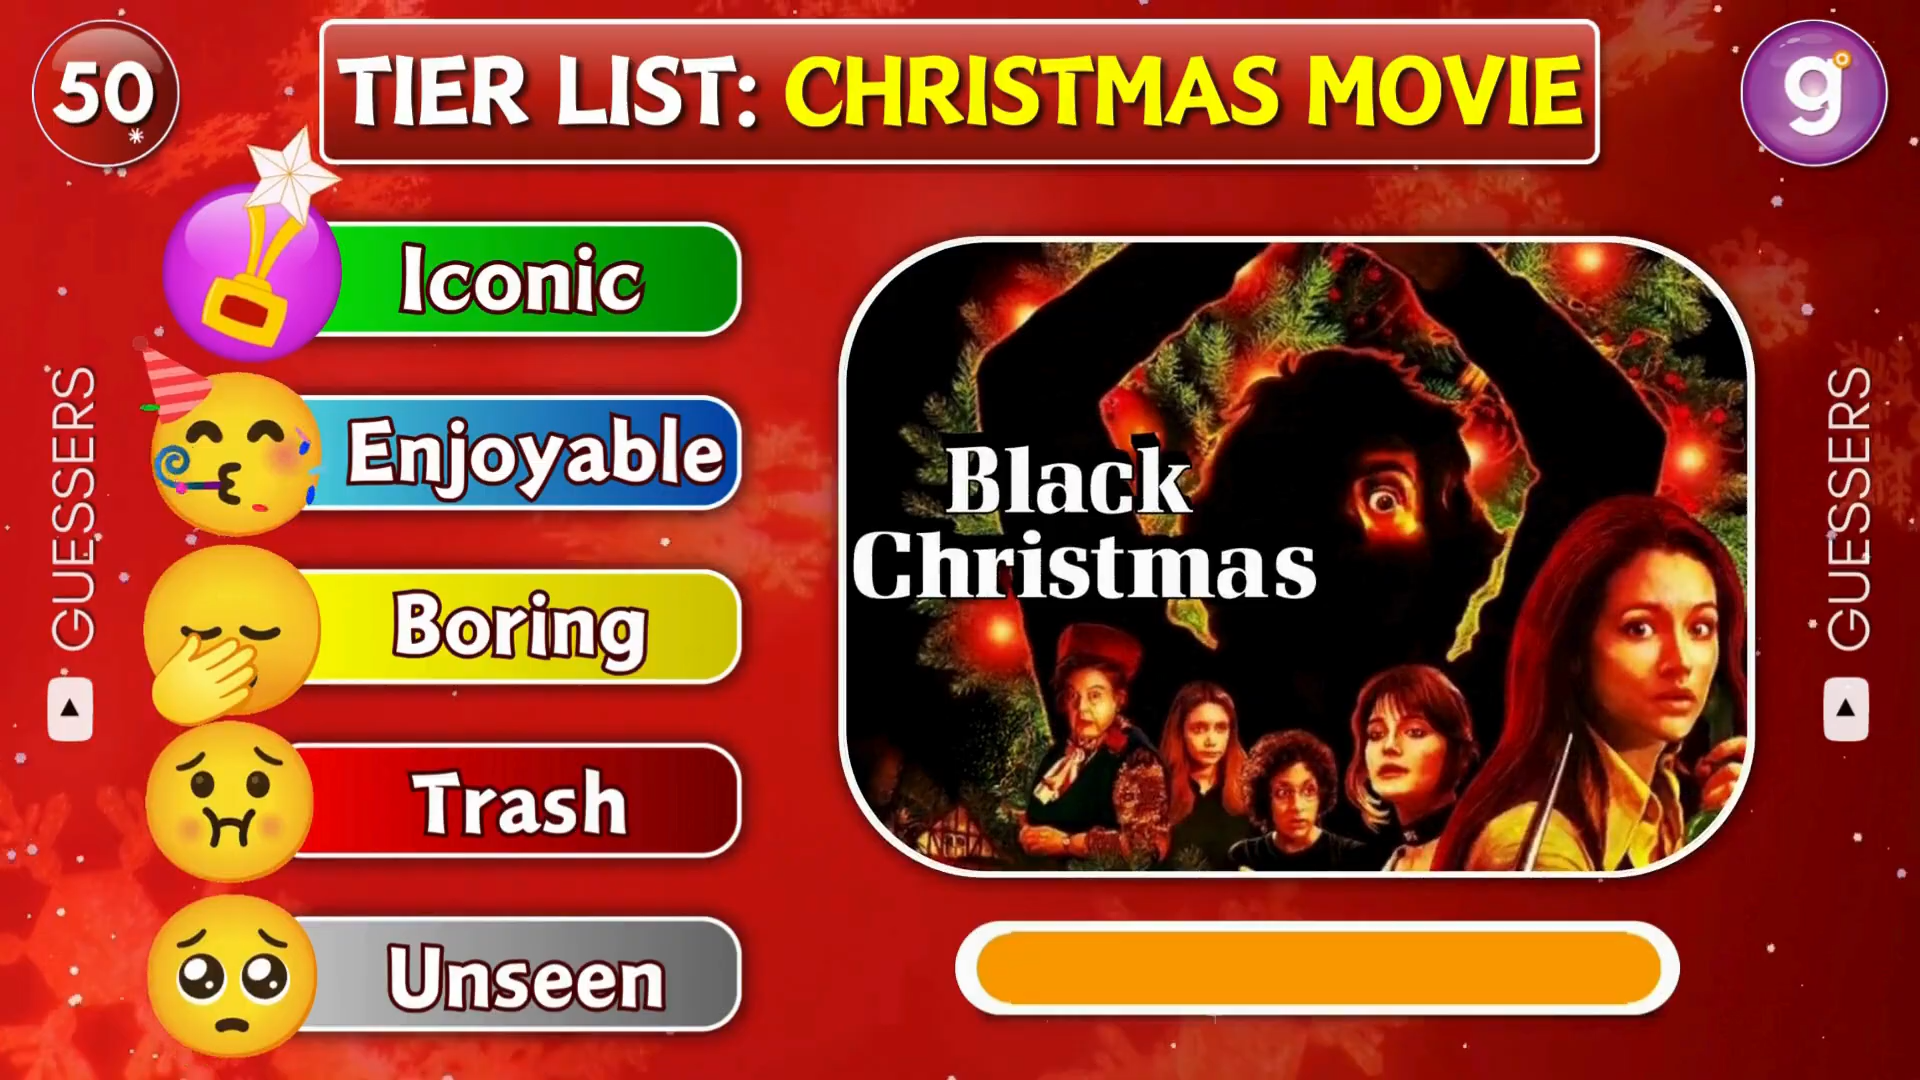 50
TIER LIST: CHRISTMAS MOVIE
g
Iconic
Enjoyable
Boring
Trash
Unseen
Black
Christmas
GUESSERS
GUESSERS